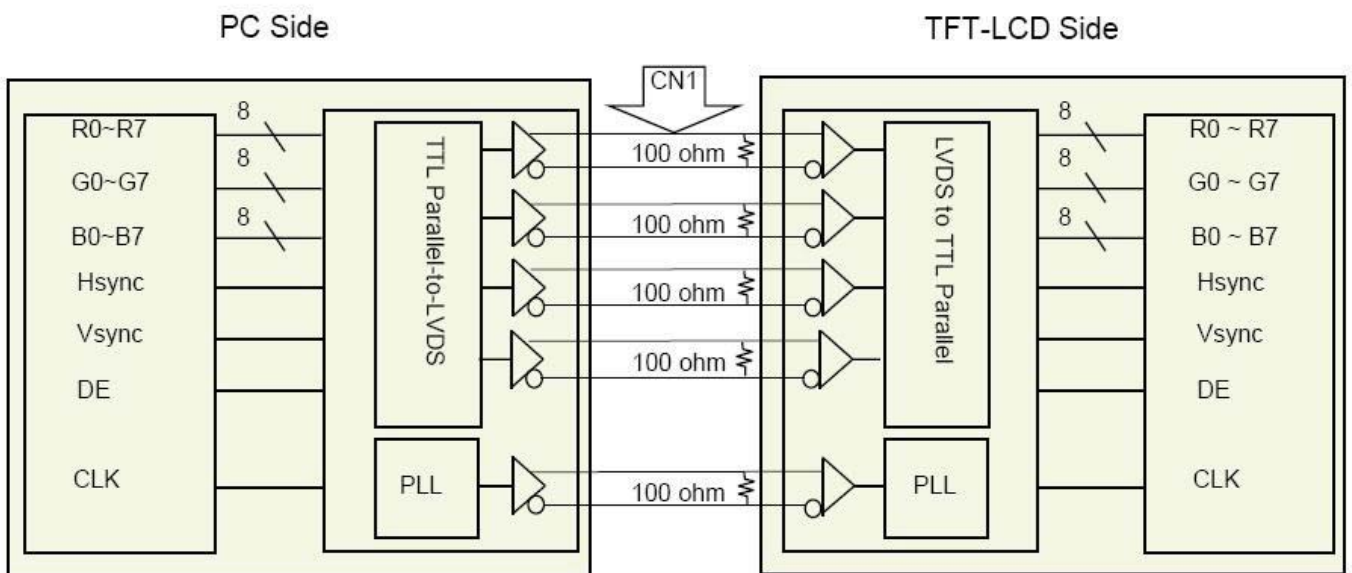 PC Side
TFT-LCD Side
CN1
R0~R7
8
G0~G7
8
B0~B7
8
Hsync
Vsync
DE
CLK
TTL Parallel-to-LVDS
PLL
100 ohm
100 ohm
100 ohm
100 ohm
100 ohm
LVDS to TTL Parallel
PLL
8
R0 ~ R7
8
G0 ~ G7
8
B0 ~ B7
Hsync
Vsync
DE
CLK